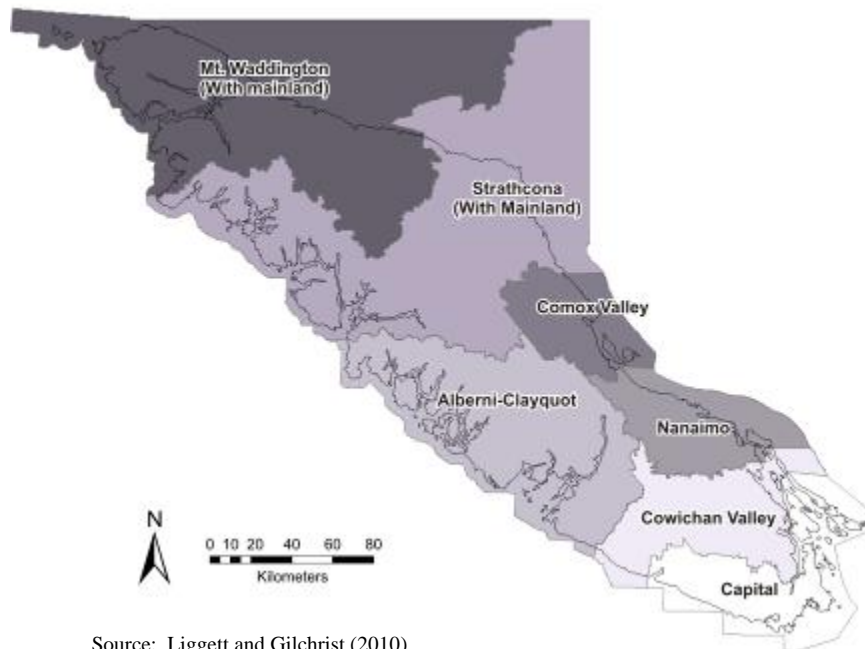 Mt. Waddington
(With mainland)
Strathcona
(With Mainland)
Comox Valley
Alberni-Clayquot
Nanaimo
Cowichan Valley
Capital
N
0 10 20 40 60 80
Kilometers
Source: Liggett and Gilchrist (2010)